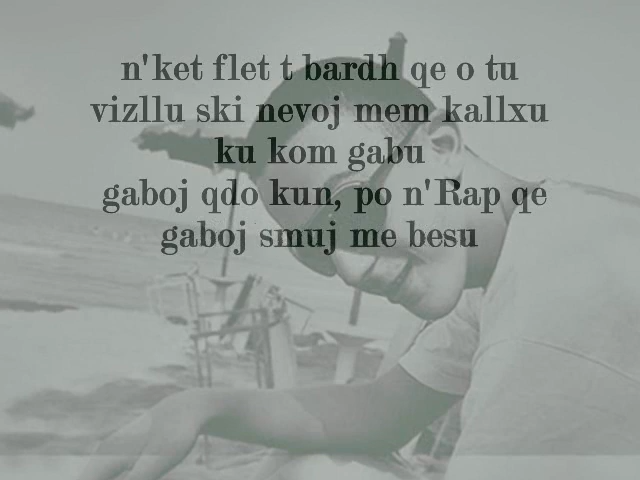 n'ket flet t bardh qe o tu
vizllu ski nevoj mem kallxu
ku kom gabu
gaboj qdo kun, po n'Rap qe
gaboj smuj me besu